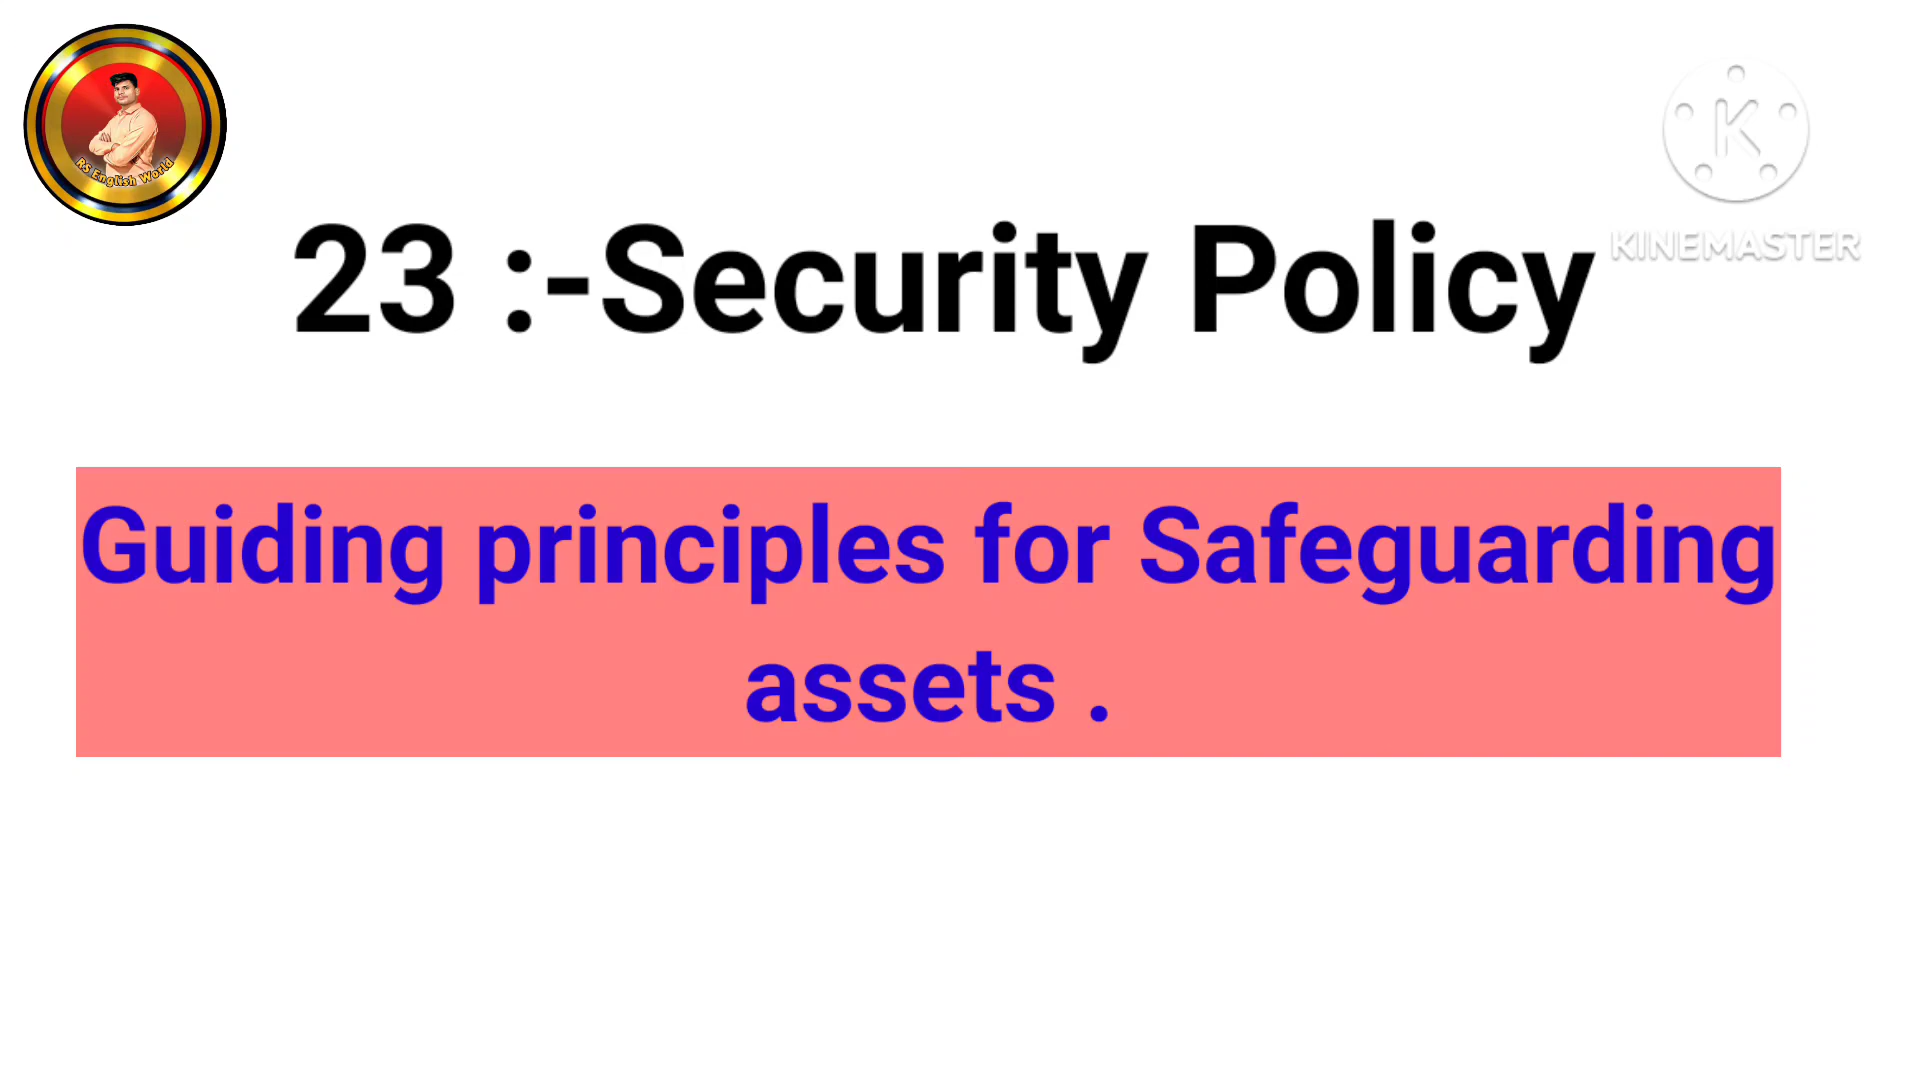 RS English World
K
KINEMASTER
23 :-Security Policy
Guiding principles for Safeguarding
assets .